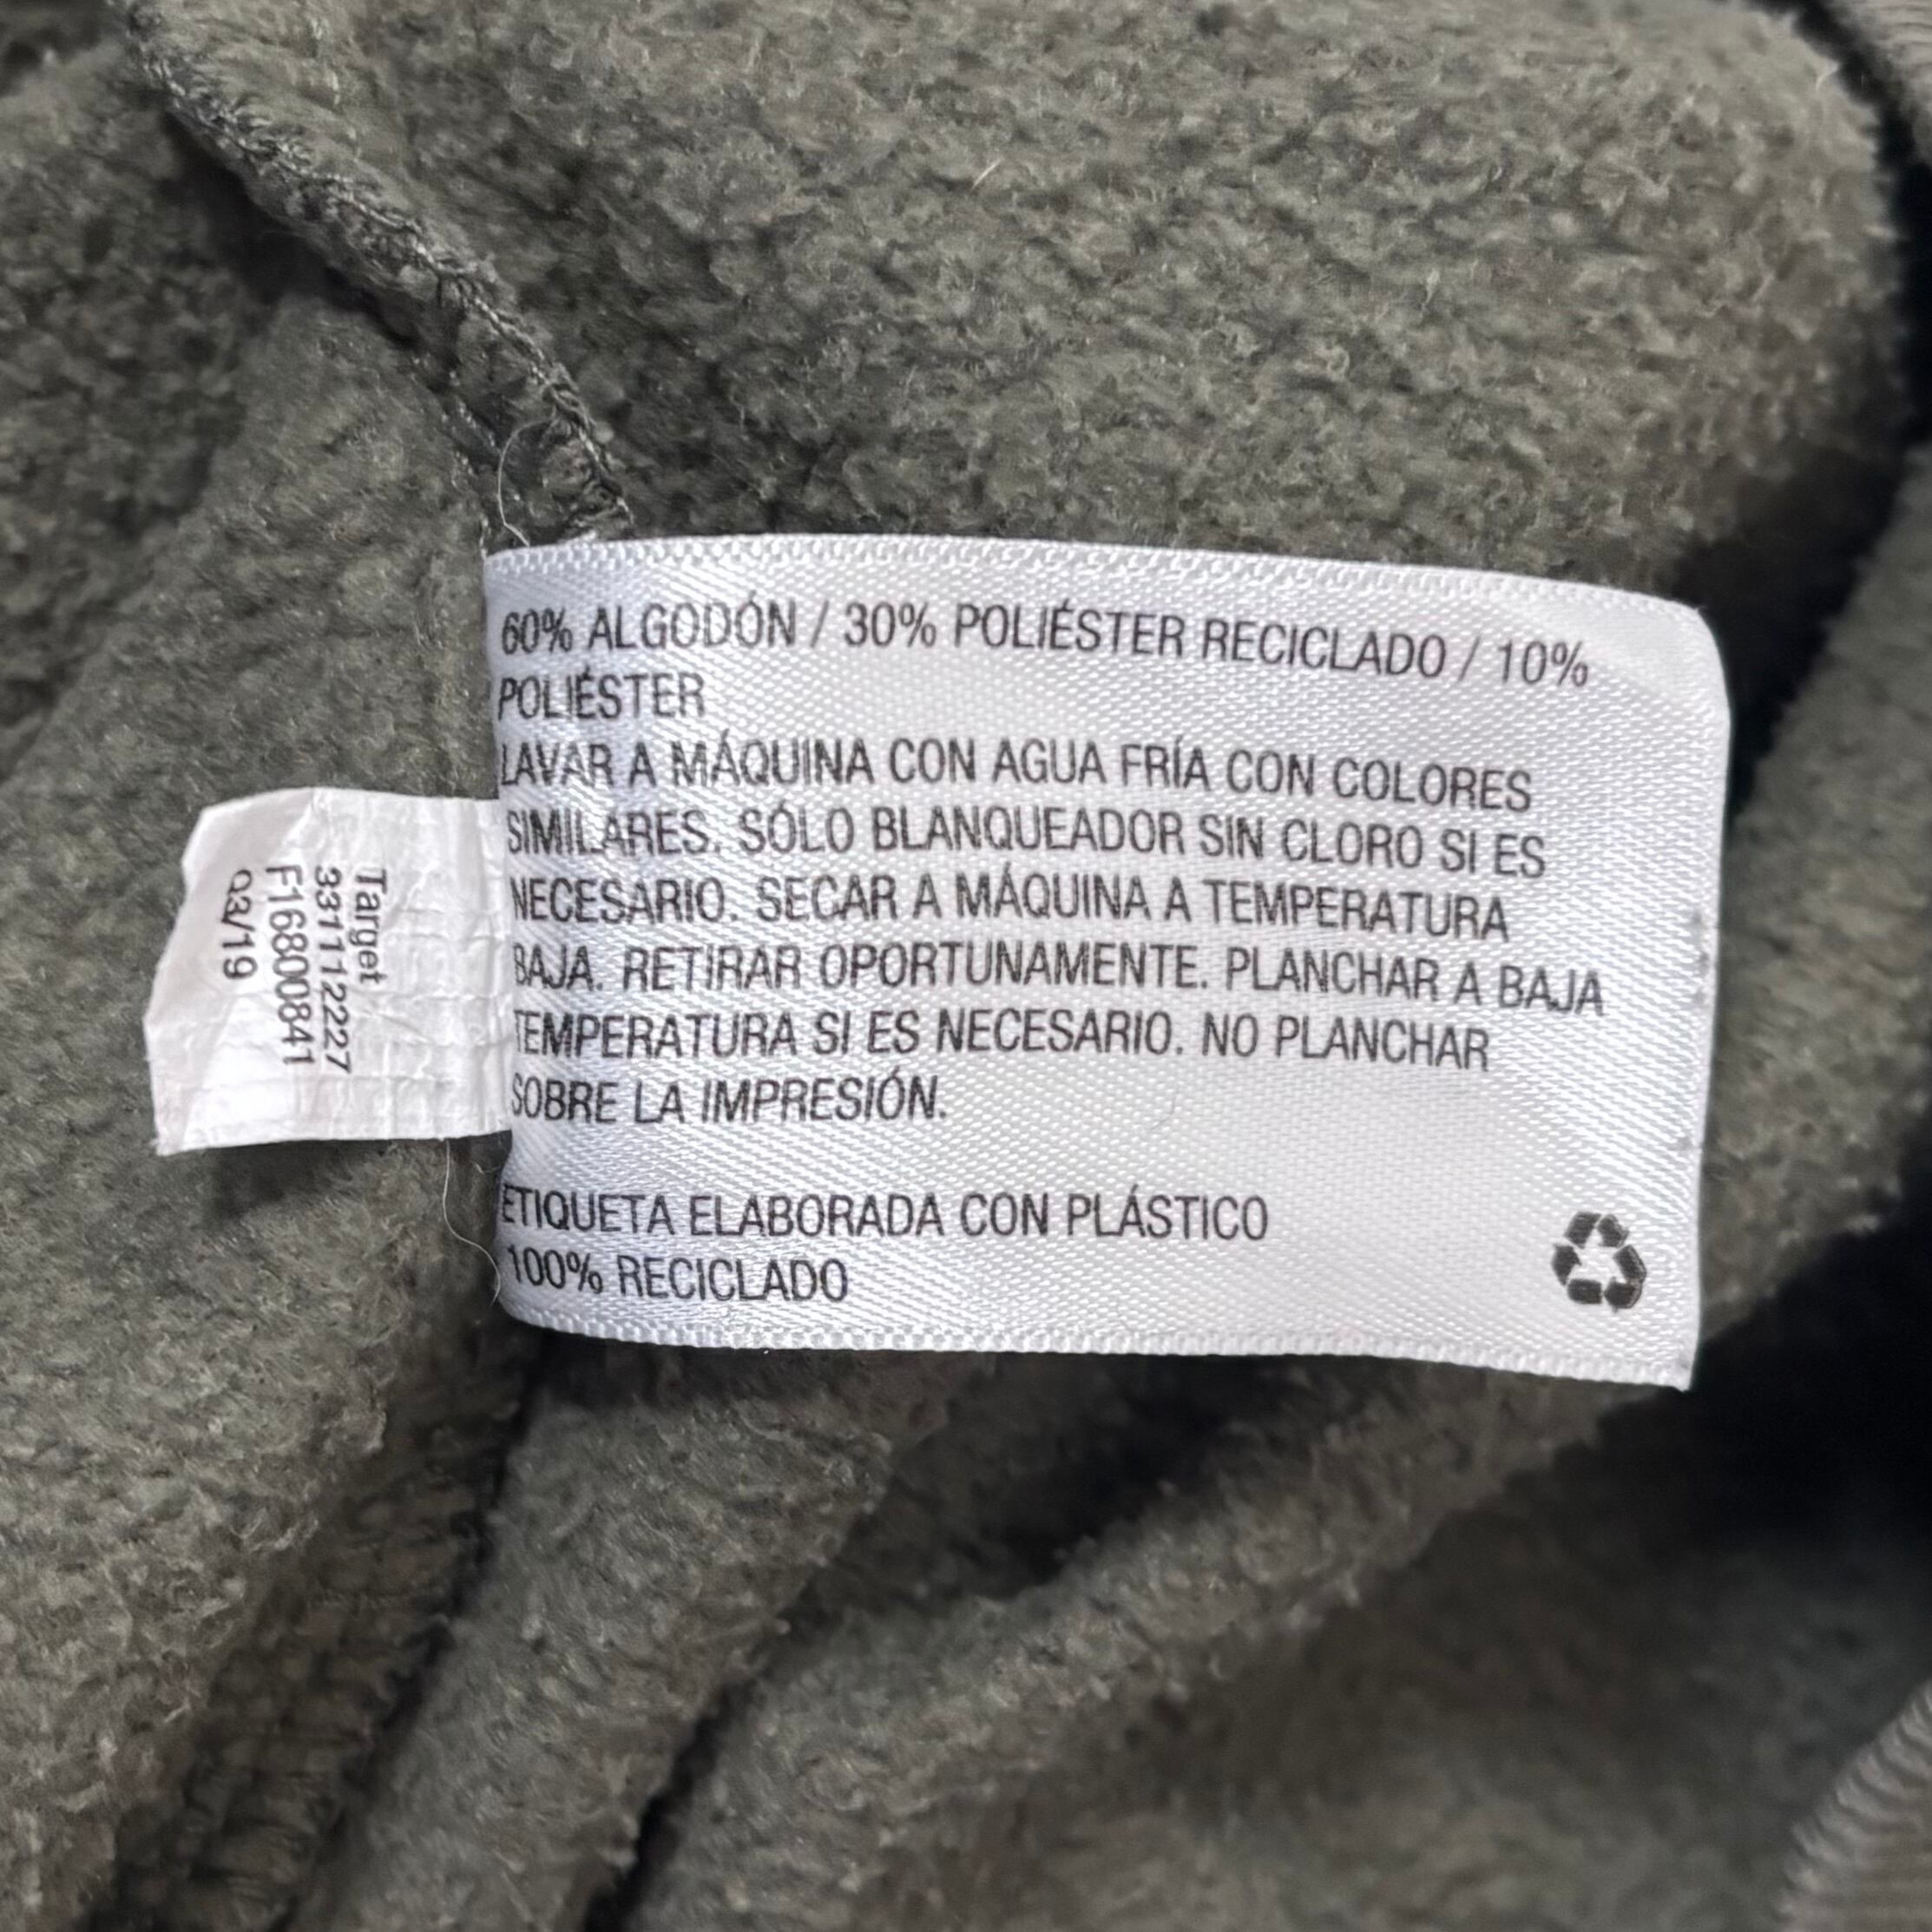 60% ALGODÓN / 30% POLIÉSTER RECICLADO / 10%
POLIÉSTER
LAVAR A MÁQUINA CON AGUA FRÍA CON COLORES
SIMILARES. SÓLO BLANQUEADOR SIN CLORO SI ES
NECESARIO. SECAR A MÁQUINA A TEMPERATURA
BAJA. RETIRAR OPORTUNAMENTE. PLANCHAR A BAJA
TEMPERATURA SI ES NECESARIO. NO PLANCHAR
SOBRE LA IMPRESIÓN.
ETIQUETA ELABORADA CON PLÁSTICO
100% RECICLADO
Target
331112227
F16800841
Q3/19